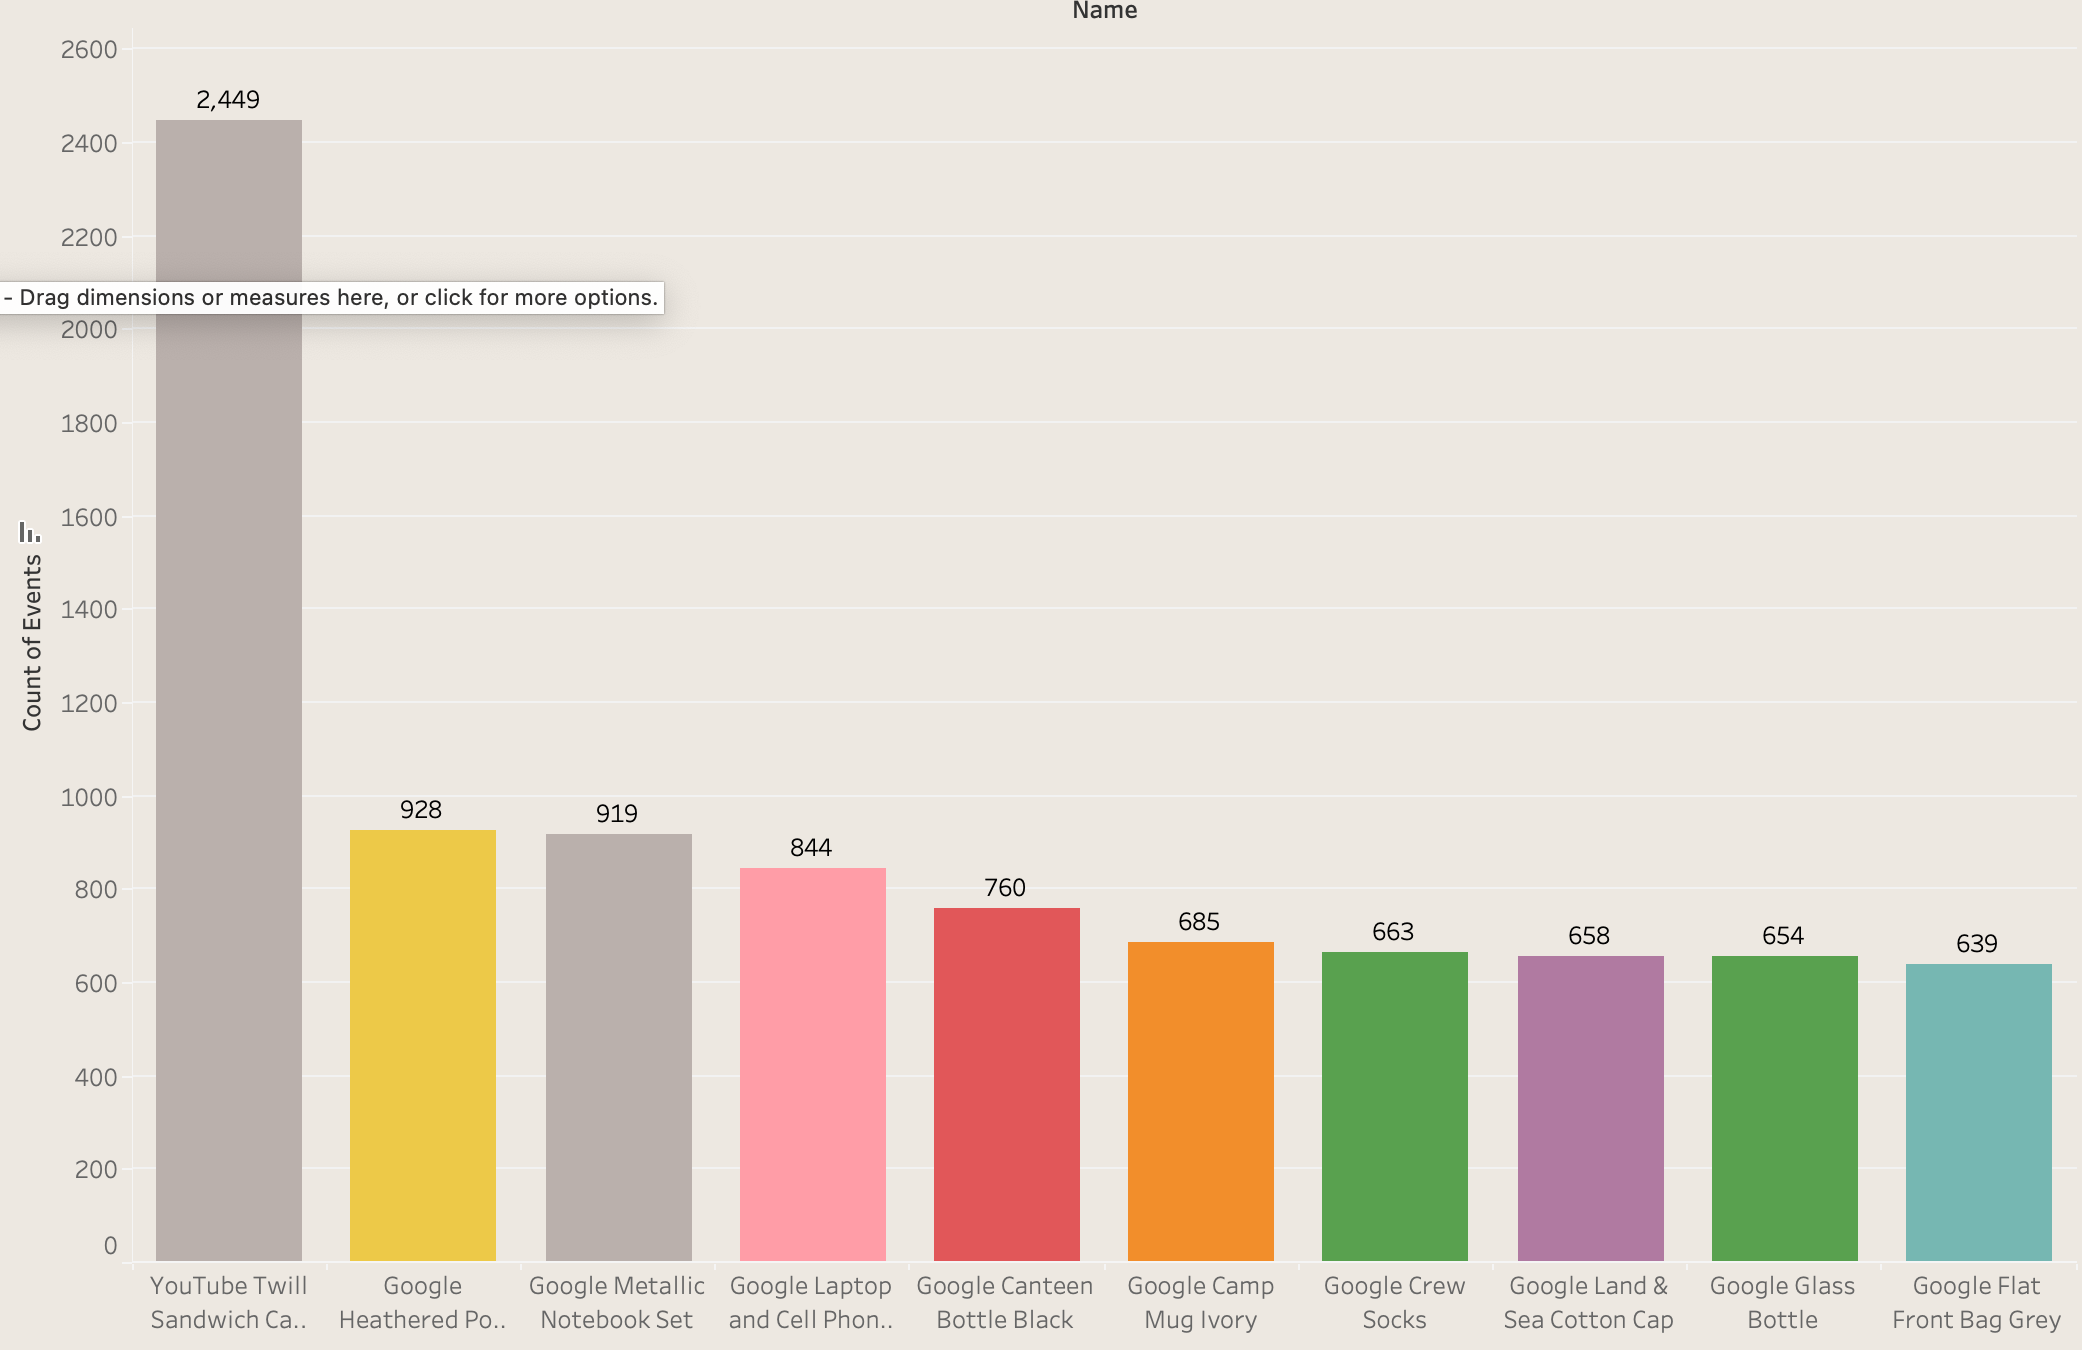 Name
2600
2,449
2400
2200
- Drag dimensions or measures here, or click for more options.
2000
1800
1600
Count of Events
1400
1200
1000
928
919
844
800
760
685
663
658
654
639
600
400
200
0
YouTube Twill
Sandwich Ca..
Google
Heathered Po..
Google Metallic
Notebook Set
Google Laptop
and Cell Phon..
Google Canteen
Bottle Black
Google Camp
Mug Ivory
Google Crew
Socks
Google Land &
Sea Cotton Cap
Google Glass
Bottle
Google Flat
Front Bag Grey